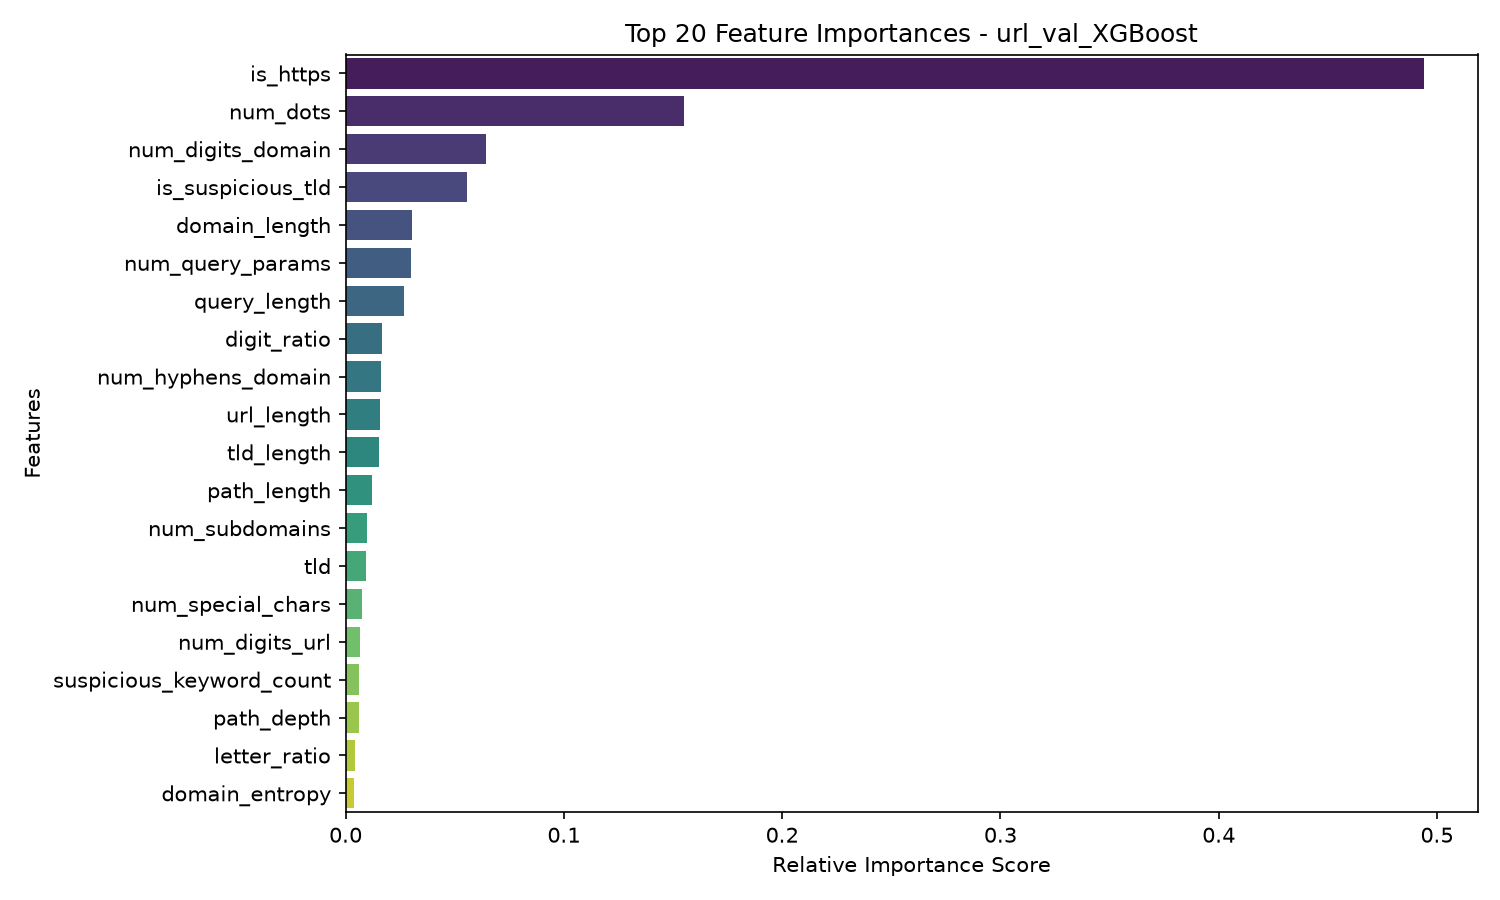 Top 20 Feature Importances - url_val_XGBoost
is_https
num_dots
num_digits_domain
is_suspicious_tld
domain_length
num_query_params
query_length
digit_ratio
num_hyphens_domain
url_length
tld_length
path_length
num_subdomains
tld
num_special_chars
num_digits_url
suspicious_keyword_count
path_depth
letter_ratio
domain_entropy
Features
0.0 0.1 0.2 0.3 0.4 0.5
Relative Importance Score